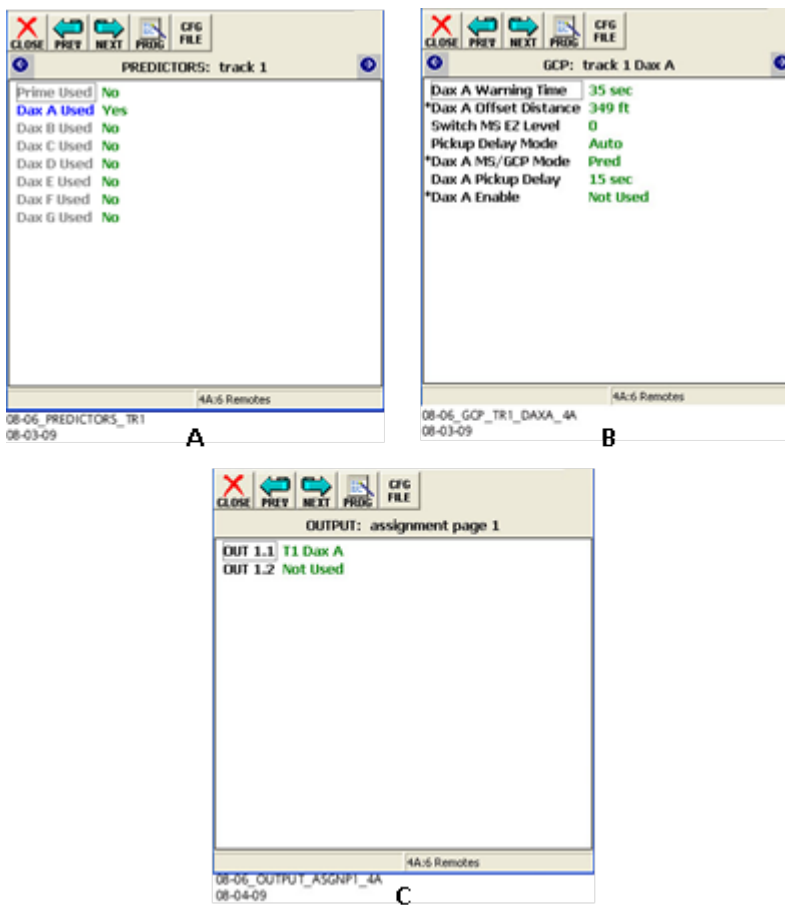 CLOSE PREV NEXT PROG CFG FILE
PREDICTORS: track 1
Prime Used No
Dax A Used Yes
Dax B Used No
Dax C Used No
Dax D Used No
Dax E Used No
Dax F Used No
Dax G Used No
4A:6 Remotes
08-06_PREDICTORS_TR1
08-03-09
A
CLOSE PREV NEXT PROG CFG FILE
GCP: track 1 Dax A
Dax A Warning Time 35 sec
*Dax A Offset Distance 349 ft
Switch MS EZ Level 0
Pickup Delay Mode Auto
*Dax A MS/GCP Mode Pred
Dax A Pickup Delay 15 sec
*Dax A Enable Not Used
4A:6 Remotes
08-06_GCP_TR1_DAXA_4A
08-03-09
B
CLOSE PREV NEXT PROG CFG FILE
OUTPUT: assignment page 1
OUT 1.1 T1 Dax A
OUT 1.2 Not Used
4A:6 Remotes
08-06_OUTPUT_ASGNP1_4A
08-04-09
C